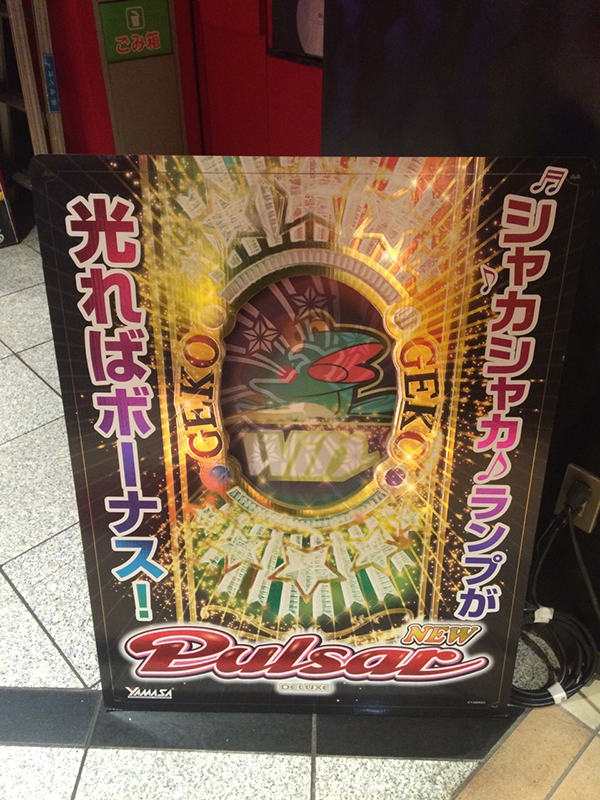 ごみ箱
♬シャカシャカ♪ランプが
光ればボーナス!
GEKO
GEKO
WIN
NEW
Pulsar
DELUXE
YAMASA